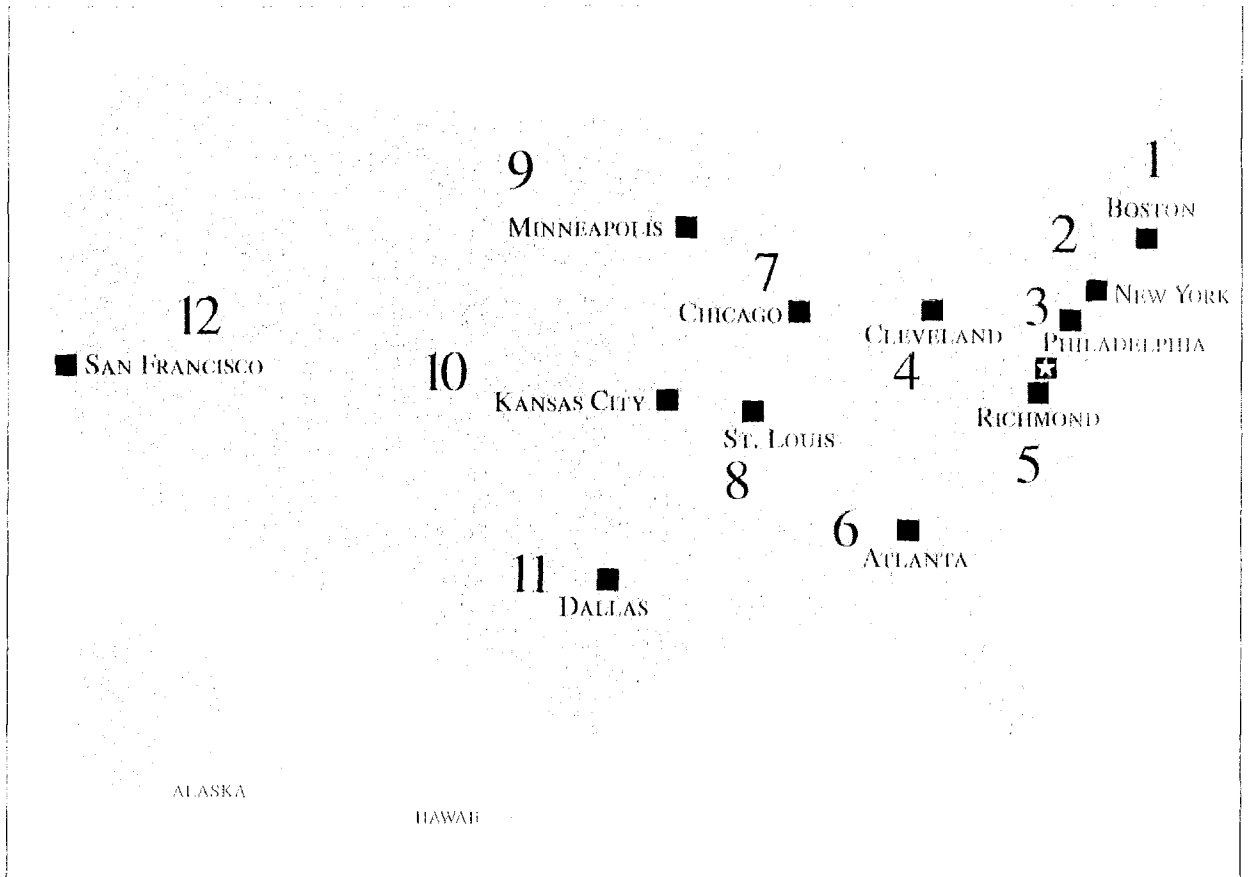 1
BOSTON
9
MINNEAPOLIS
2
7
CHICAGO
NEW YORK
12
3
CLEVELAND
PHILADELPHIA
SAN FRANCISCO
10
4
KANSAS CITY
RICHMOND
ST. LOUIS
5
8
6
ATLANTA
11
DALLAS
ALASKA
HAWAII